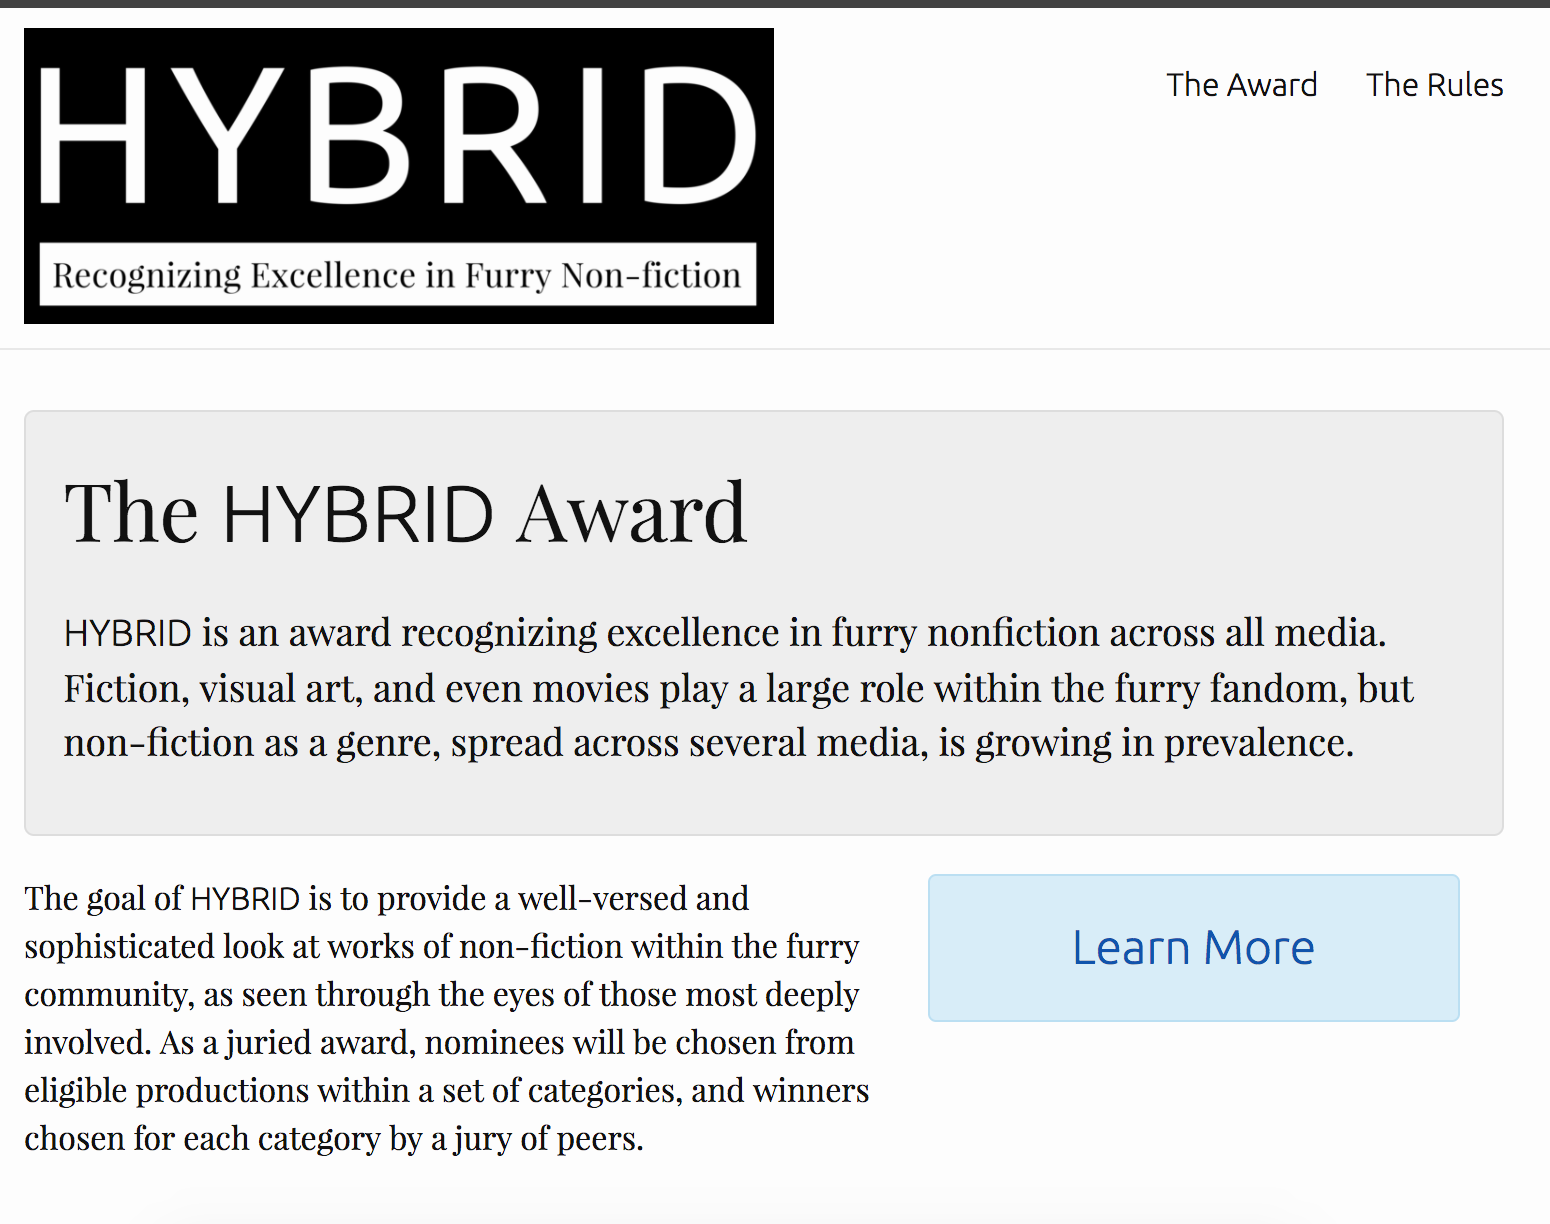 HYBRID
Recognizing Excellence in Furry Non-fiction
The Award
The Rules
The HYBRID Award
HYBRID is an award recognizing excellence in furry nonfiction across all media.
Fiction, visual art, and even movies play a large role within the furry fandom, but
non-fiction as a genre, spread across several media, is growing in prevalence.
The goal of HYBRID is to provide a well-versed and
sophisticated look at works of non-fiction within the furry
community, as seen through the eyes of those most deeply
involved. As a juried award, nominees will be chosen from
eligible productions within a set of categories, and winners
chosen for each category by a jury of peers.
Learn More